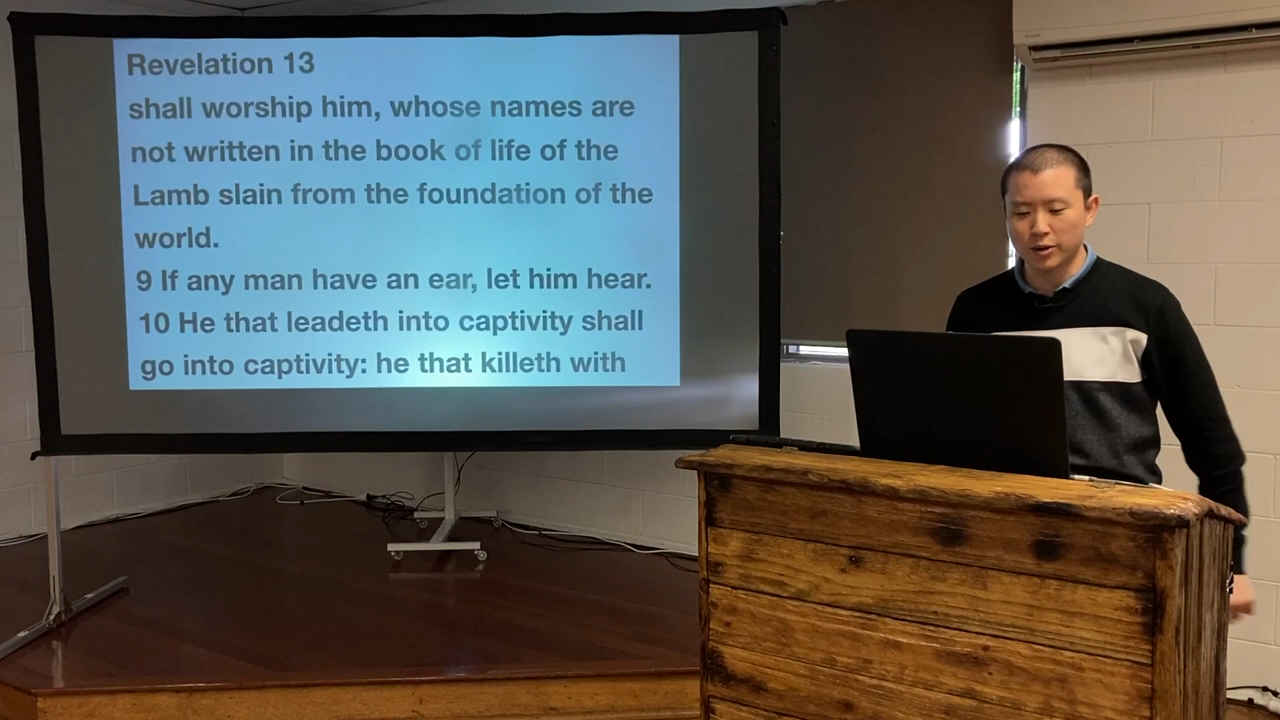 Revelation 13
shall worship him, whose names are
not written in the book of life of the
Lamb slain from the foundation of the
world.
9 If any man have an ear, let him hear.
10 He that leadeth into captivity shall
go into captivity: he that killeth with